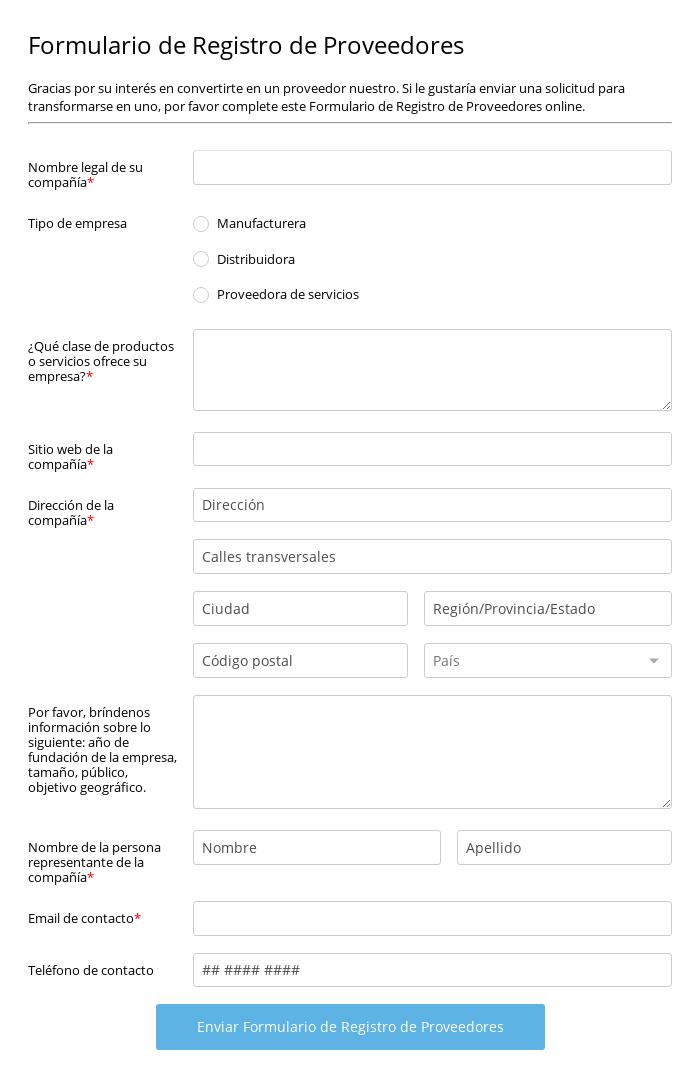 Formulario de Registro de Proveedores
Gracias por su interés en convertirte en un proveedor nuestro. Si le gustaría enviar una solicitud para
transformarse en uno, por favor complete este Formulario de Registro de Proveedores online.
Nombre legal de su
compañía*
Tipo de empresa
Manufacturera
Distribuidora
Proveedora de servicios
¿Qué clase de productos
o servicios ofrece su
empresa?*
Sitio web de la
compañía*
Dirección de la
compañía*
Dirección
Calles transversales
Ciudad
Región/Provincia/Estado
Código postal
País
Por favor, bríndenos
información sobre lo
siguiente: año de
fundación de la empresa,
tamaño, público,
objetivo geográfico.
Nombre de la persona
representante de la
compañía*
Nombre
Apellido
Email de contacto*
Teléfono de contacto
## #### ####
Enviar Formulario de Registro de Proveedores